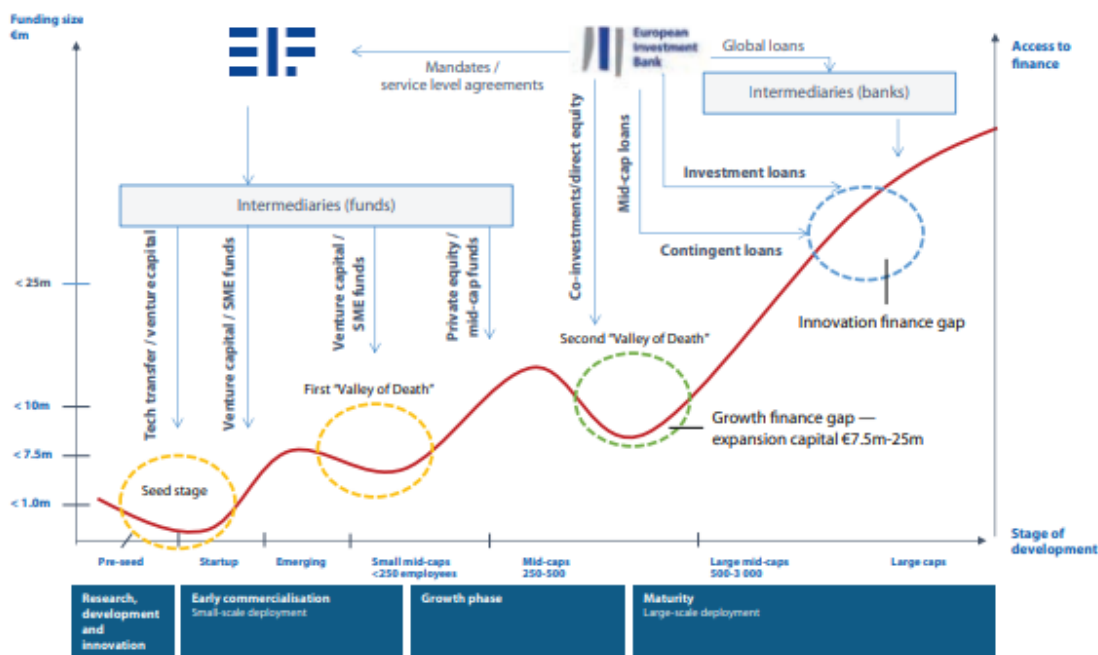 Funding size
€m
EIF
European
Investment
Bank
Global loans
Access to
finance
Mandates /
service level agreements
Intermediaries (banks)
Co-investments/direct equity
Mid-cap loans
Investment loans
Intermediaries (funds)
Contingent loans
Tech transfer / venture capital
Venture capital / SME funds
Venture capital /
SME funds
Private equity /
mid-cap funds
< 25m
Innovation finance gap
Second "Valley of Death"
First "Valley of Death"
< 10m
Growth finance gap —
expansion capital €7.5m-25m
< 7.5m
Seed stage
< 1.0m
Stage of
development
Pre-seed
Startup
Emerging
Small mid-caps
<250 employees
Mid-caps
250-500
Large mid-caps
500-3 000
Large caps
Research,
development
and
innovation
Early commercialisation
Small-scale deployment
Growth phase
Maturity
Large-scale deployment